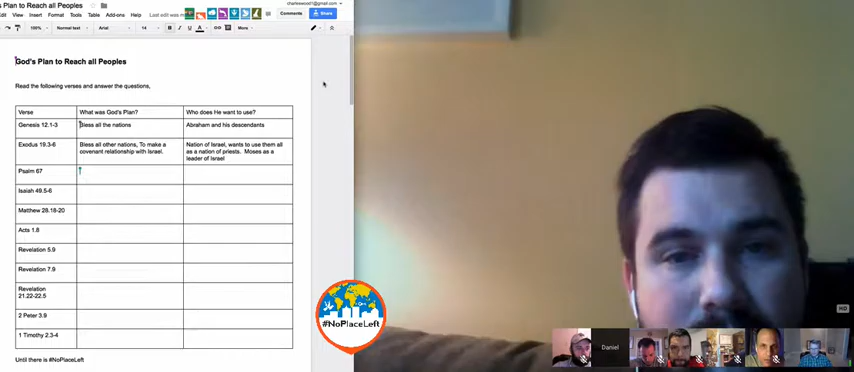 s Plan to Reach all Peoples
charleswood1@gmail.com
View Insert Format Tools Table Add-ons Help Last edit was m
Comments
Share
100%
Normal text
Arial
14
B I U A
God's Plan to Reach all Peoples
Read the following verses and answer the questions,
Verse
What was God's Plan?
Who does He want to use?
Genesis 12.1-3
Bless all the nations
Abraham and his descendants
Exodus 19.3-6
Bless all other nations, To make a
covenant relationship with Israel.
Nation of Israel, wants to use them all
as a nation of priests. Moses as a
leader of Israel
Psalm 67
Isaiah 49.5-6
Matthew 28.18-20
Acts 1.8
Revelation 5.9
Revelation 7.9
Revelation
21.22-22.5
2 Peter 3.9
1 Timothy 2.3-4
Until there is #NoPlaceLeft
#NoPlaceLeft
HD
Daniel